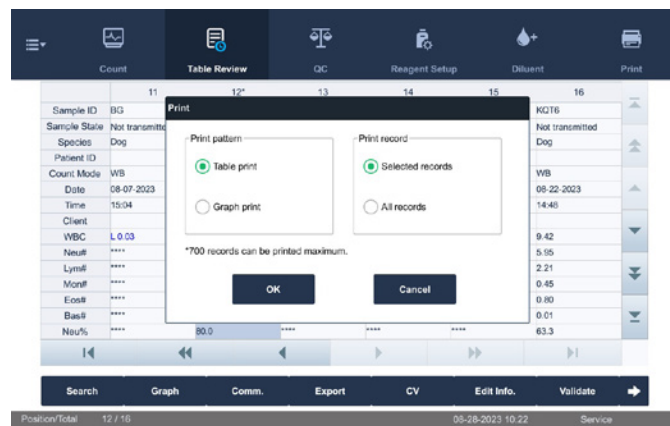 Count Table Review QC Reagent Setup Diluent Print
11 12* 13 14 15 16
Print
Sample ID BG KQT6
Sample State Not transmitted Not transmitted
Species Dog Dog
Patient ID
Count Mode WB WB
Date 08-07-2023 08-22-2023
Time 15:04 14:48
Client
WBC L 0.03 9.42
Neu# **** 5.95
Lym# **** 2.21
Mon# **** 0.45
Eos# **** 0.80
Bas# **** 0.01
Neu% **** 80.0 **** **** **** 63.3
Print pattern
Table print
Graph print
Print record
Selected records
All records
*700 records can be printed maximum.
OK Cancel
Search Graph Comm. Export CV Edit Info. Validate
Position/Total 12 / 16 08-28-2023 10:22 Service